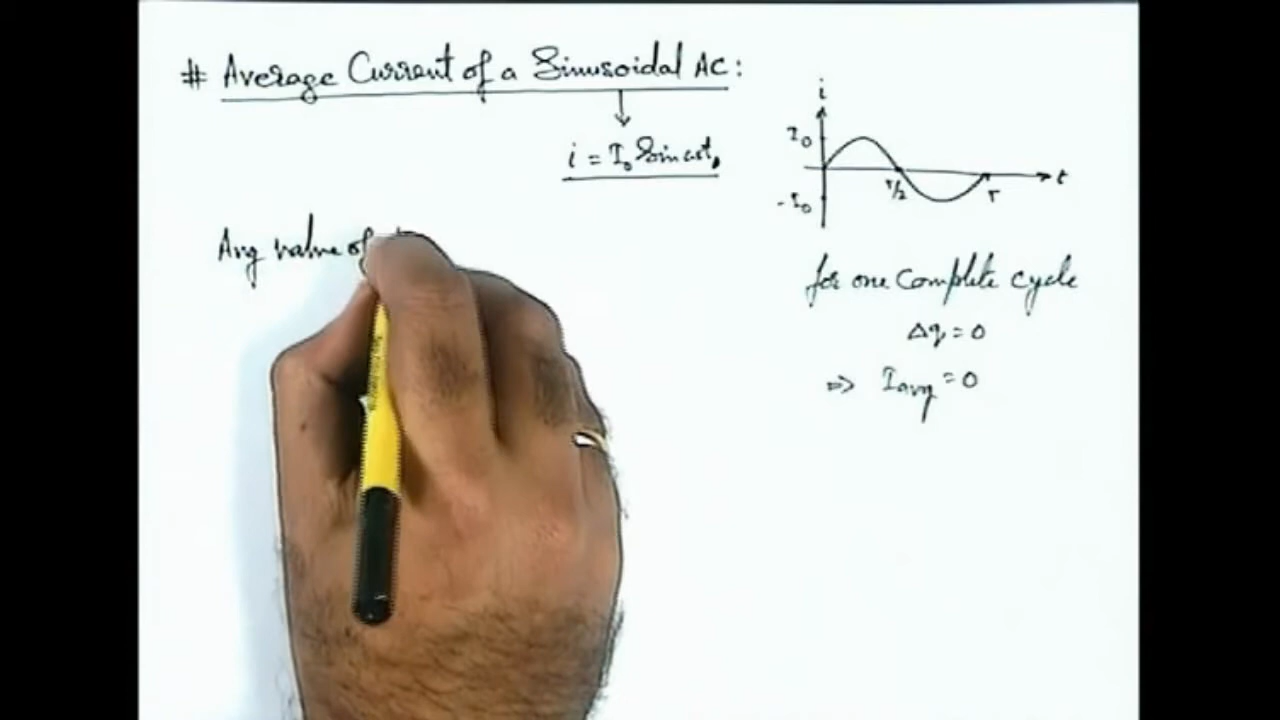 # Average Current of a Sinusoidal AC:
i = I₀ Sin ωt.
i
I₀
-I₀
T/2
T
t
Avg value of
for one complete cycle
Δq = 0
⇒ Iavg = 0